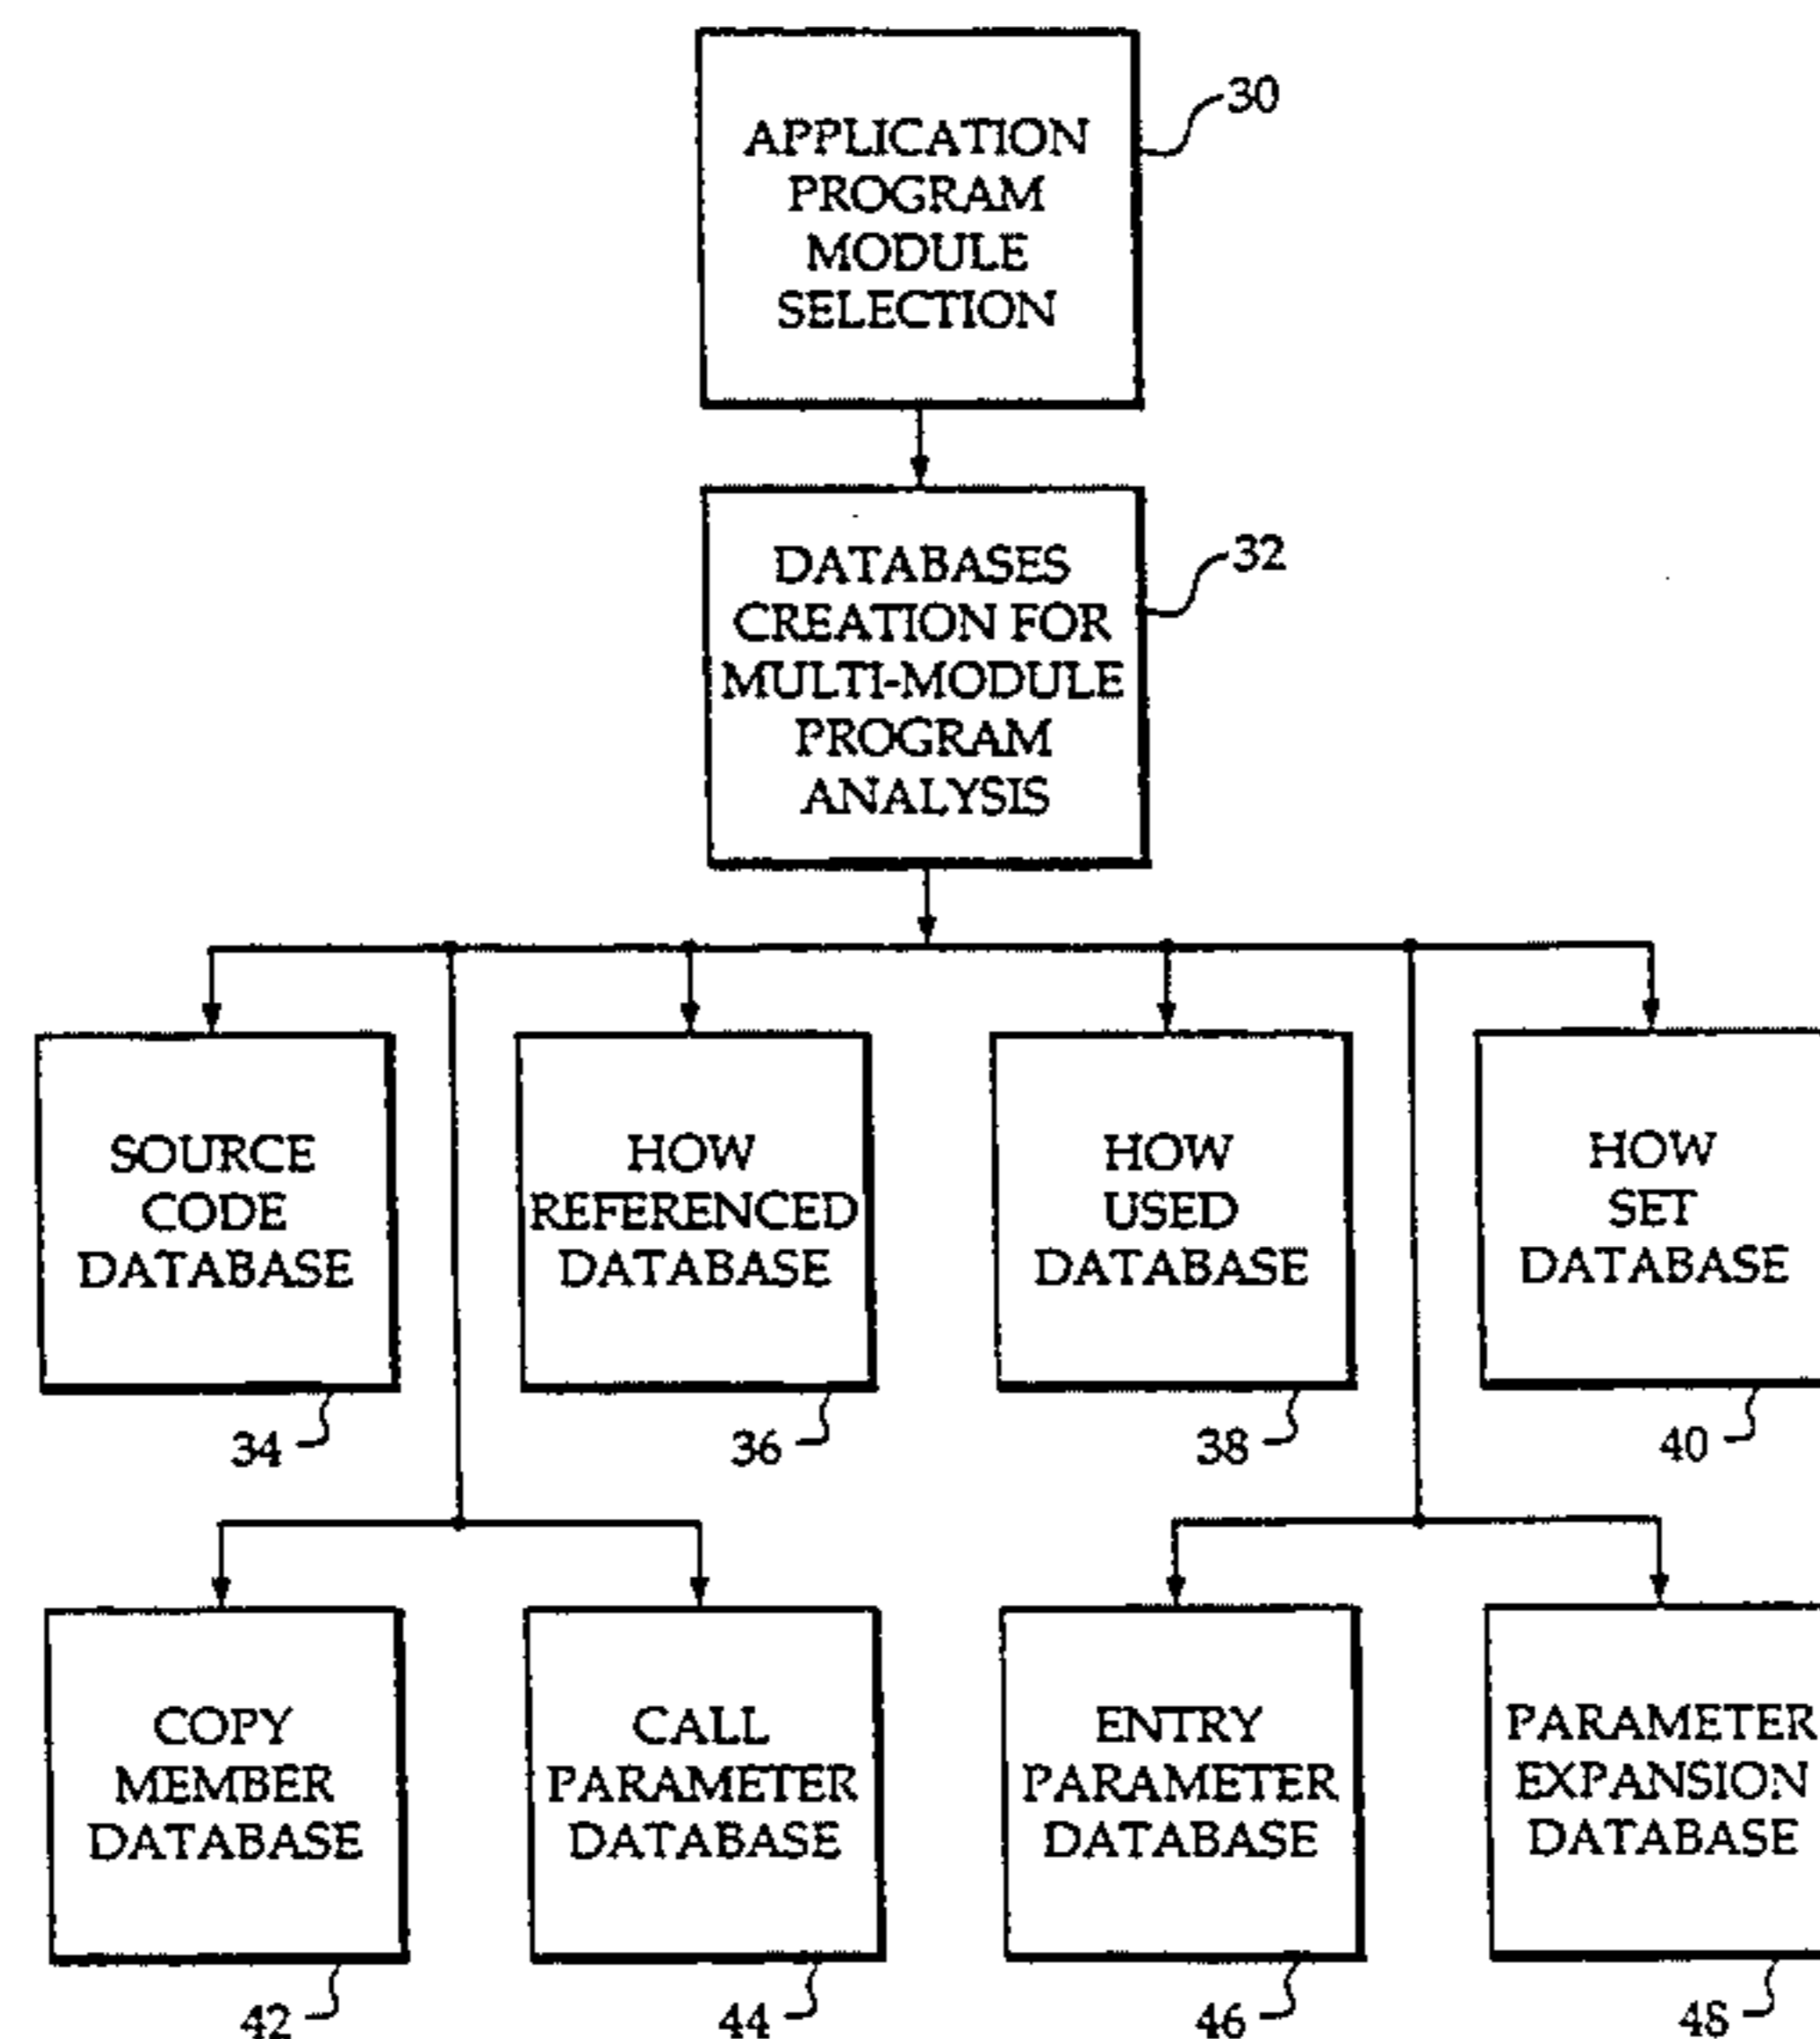 APPLICATION
PROGRAM
MODULE
SELECTION
30
DATABASES
CREATION FOR
MULTI-MODULE
PROGRAM
ANALYSIS
32
SOURCE
CODE
DATABASE
34
HOW
REFERENCED
DATABASE
36
HOW
USED
DATABASE
38
HOW
SET
DATABASE
40
COPY
MEMBER
DATABASE
42
CALL
PARAMETER
DATABASE
44
ENTRY
PARAMETER
DATABASE
46
PARAMETER
EXPANSION
DATABASE
48